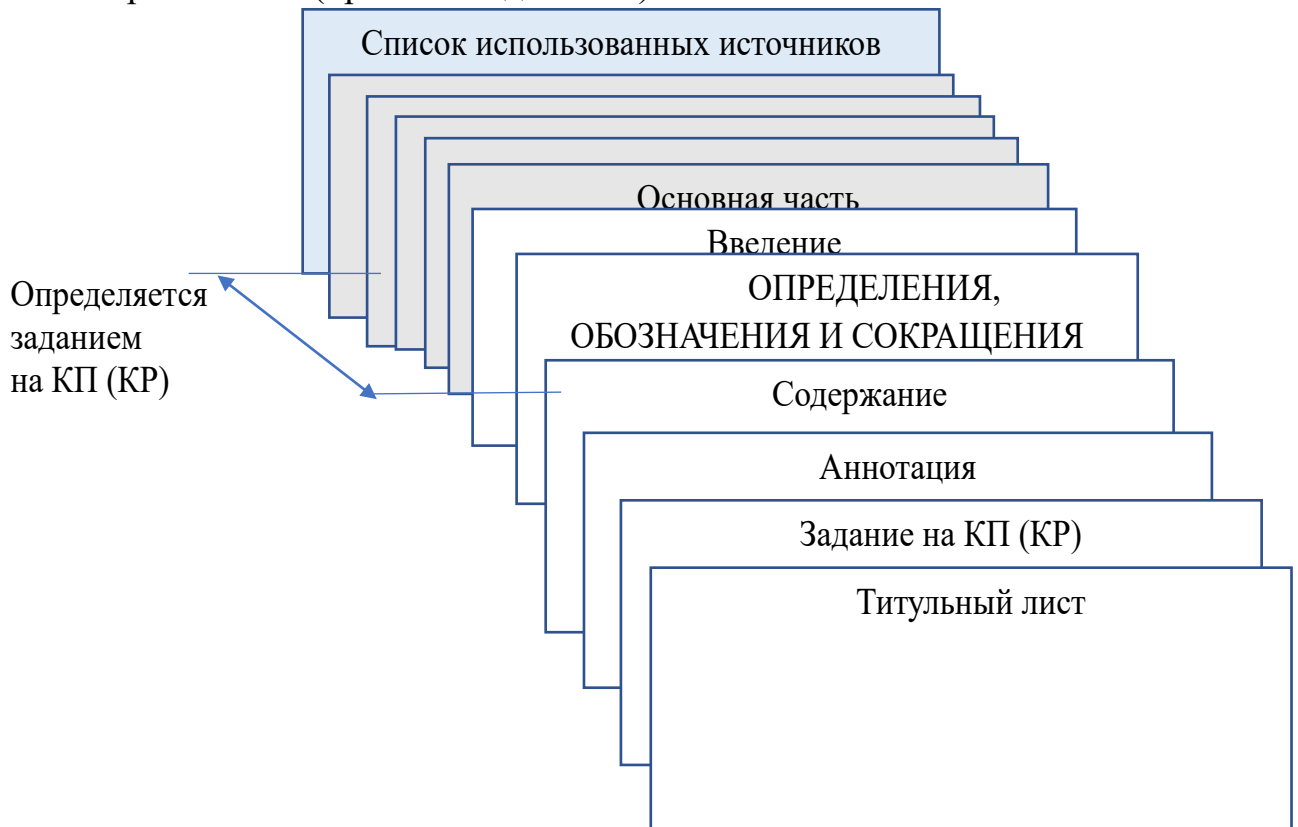 Список использованных источников
Основная часть
Введение
ОПРЕДЕЛЕНИЯ,
ОБОЗНАЧЕНИЯ И СОКРАЩЕНИЯ
Определяется
заданием
на КП (КР)
Содержание
Аннотация
Задание на КП (КР)
Титульный лист